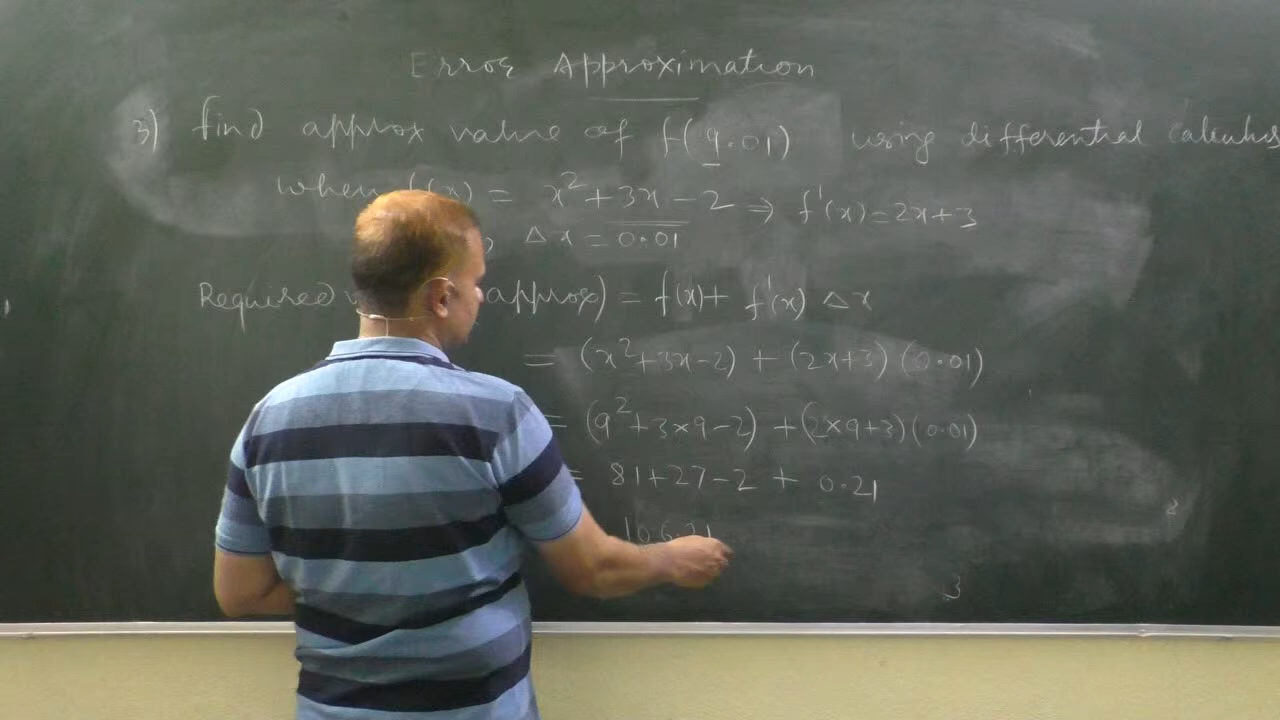 Error Approximation
3) find approx value of f(9.01) using differential calculus
when f(x) = x²+3x-2 ⇒ f'(x)=2x+3
, Δx = 0.01
Required (approx) = f(x)+ f'(x) Δx
= (x²+3x-2) + (2x+3)(0.01)
= (9²+3×9-2) +(2×9+3)(0.01)
= 81+27-2 + 0.21
106.21
8
3